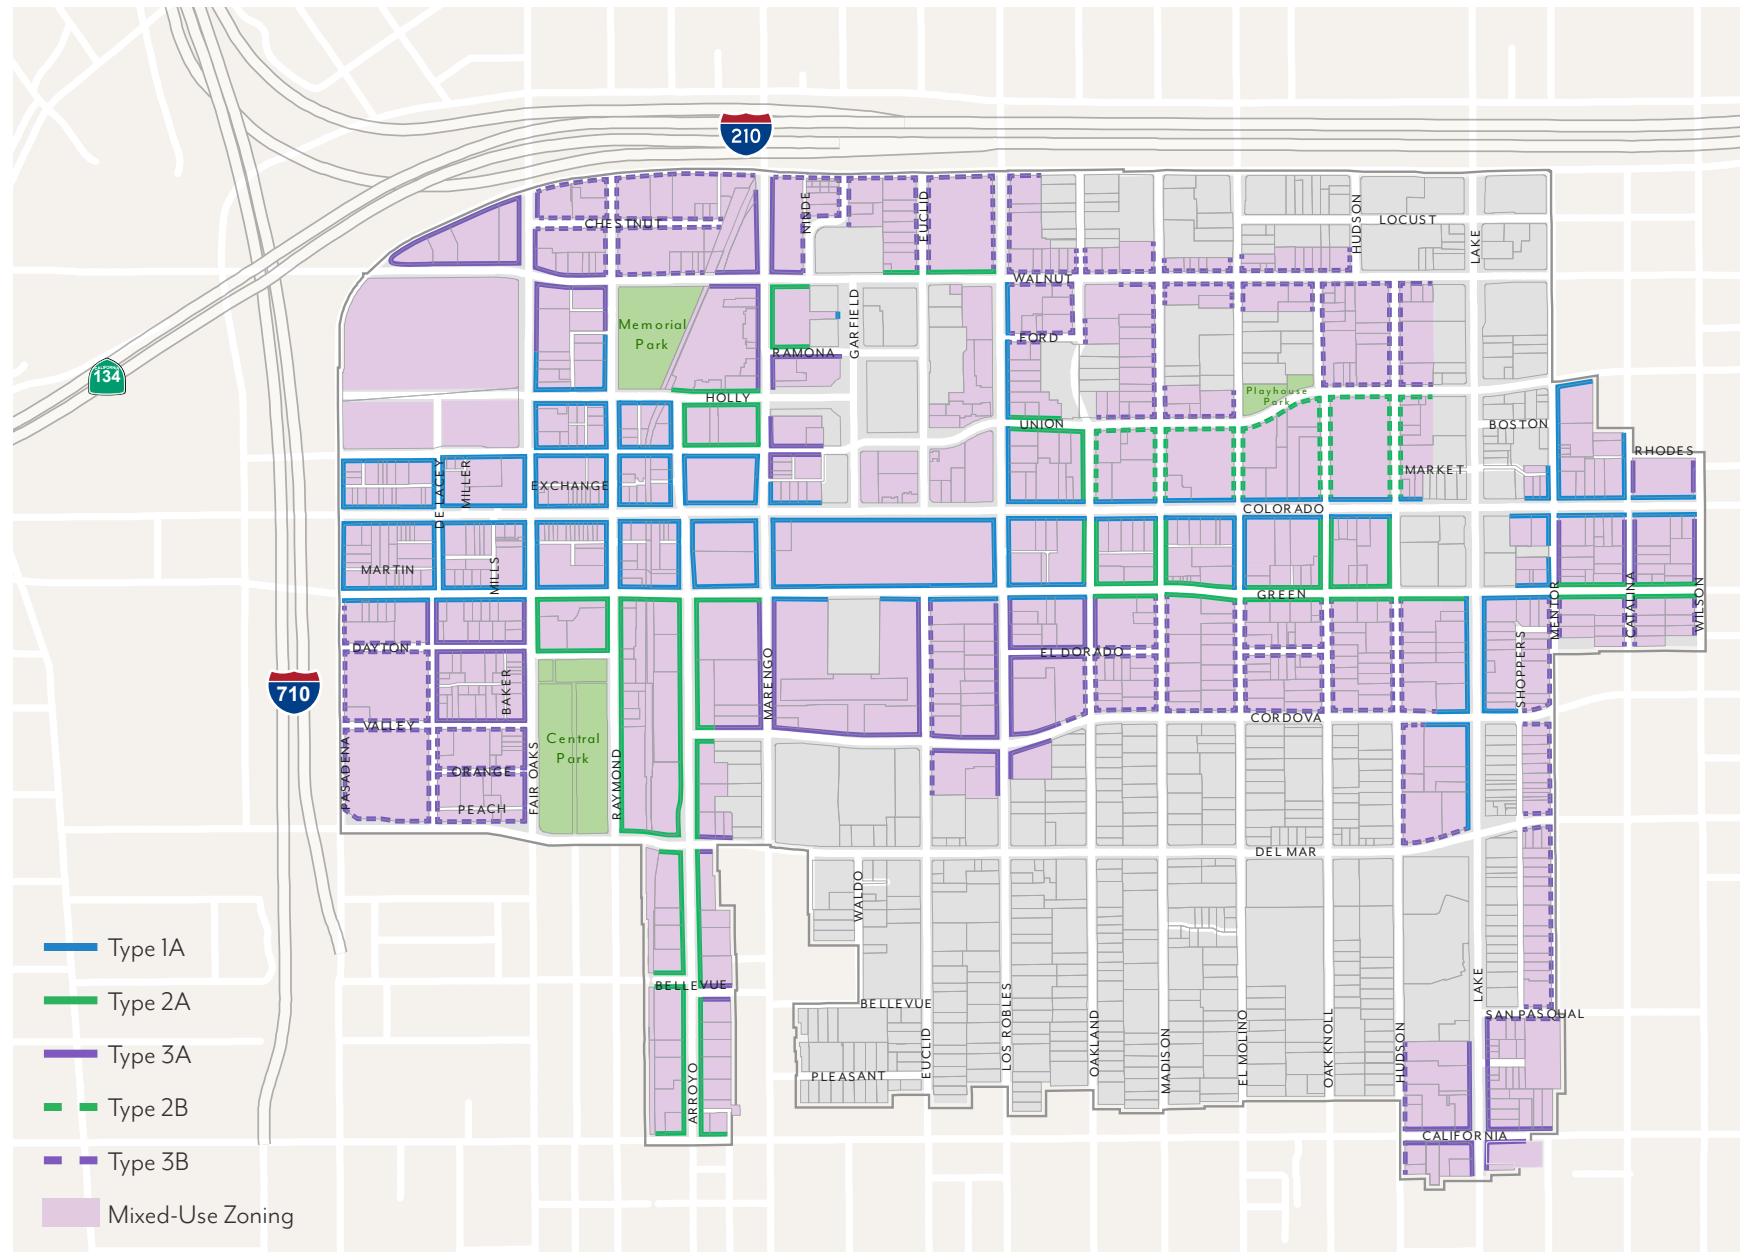 210
CHESTNUT
NINDE
EUCLID
HUDSON
LOCUST
LAKE
WALNUT
Memorial
Park
GARFIELD
FORD
RAMONA
CALIFORNIA
134
HOLLY
Playhouse
Park
UNION
BOSTON
DE LACEY
MILLER
EXCHANGE
MARKET
RHODES
COLORADO
MARTIN
MILLS
GREEN
MENTOR
CATALINA
WILSON
DAYTON
EL DORADO
SHOPPERS
710
BAKER
MARENGO
VALLEY
CORDOVA
Central
Park
PASADENA
ORANGE
FAIR OAKS
RAYMOND
PEACH
DEL MAR
WALDO
Type 1A
BELLEVUE
LAKE
Type 2A
BELLEVUE
SAN PASQUAL
EUCLID
LOS ROBLES
OAKLAND
MADISON
EL MOLINO
OAK KNOLL
HUDSON
Type 3A
PLEASANT
ARROYO
Type 2B
CALIFORNIA
Type 3B
Mixed-Use Zoning